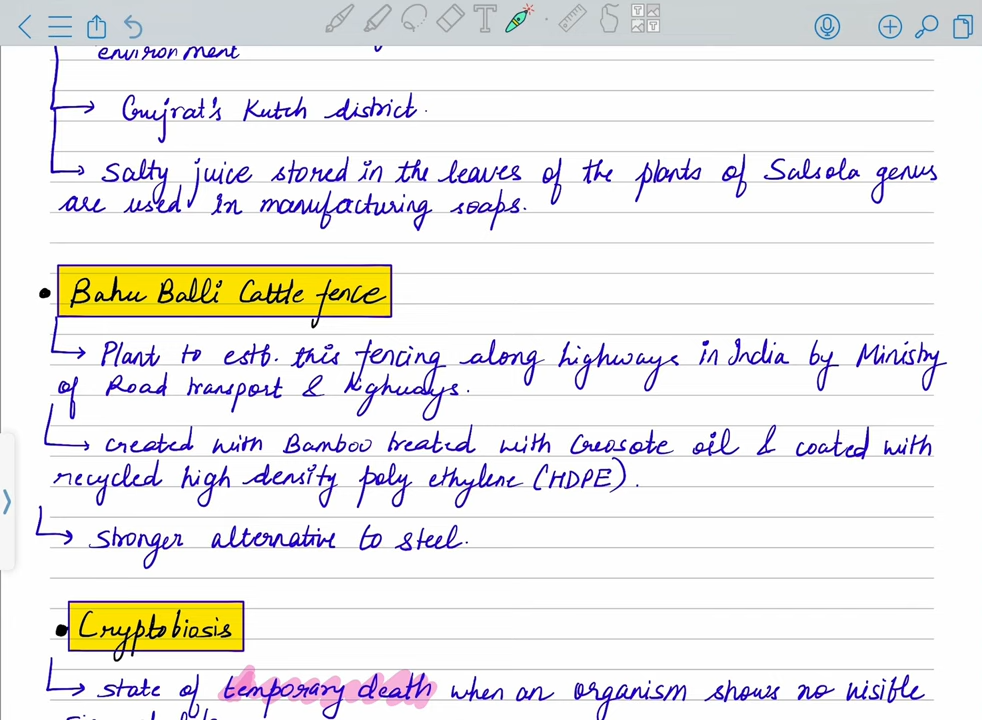 environment
Gujrat's Kutch district.
Salty juice stored in the leaves of the plants of Salsola genus
are used in manufacturing soaps.
Bahu Balli Cattle fence
Plant to estb. this fencing along highways in India by Ministry
of Road transport & highways.
created with Bamboo treated with Creosote oil & coated with
recycled high density poly ethylene (HDPE).
stronger alternative to steel.
Cryptobiosis
state of temporary death when an organism shows no visible